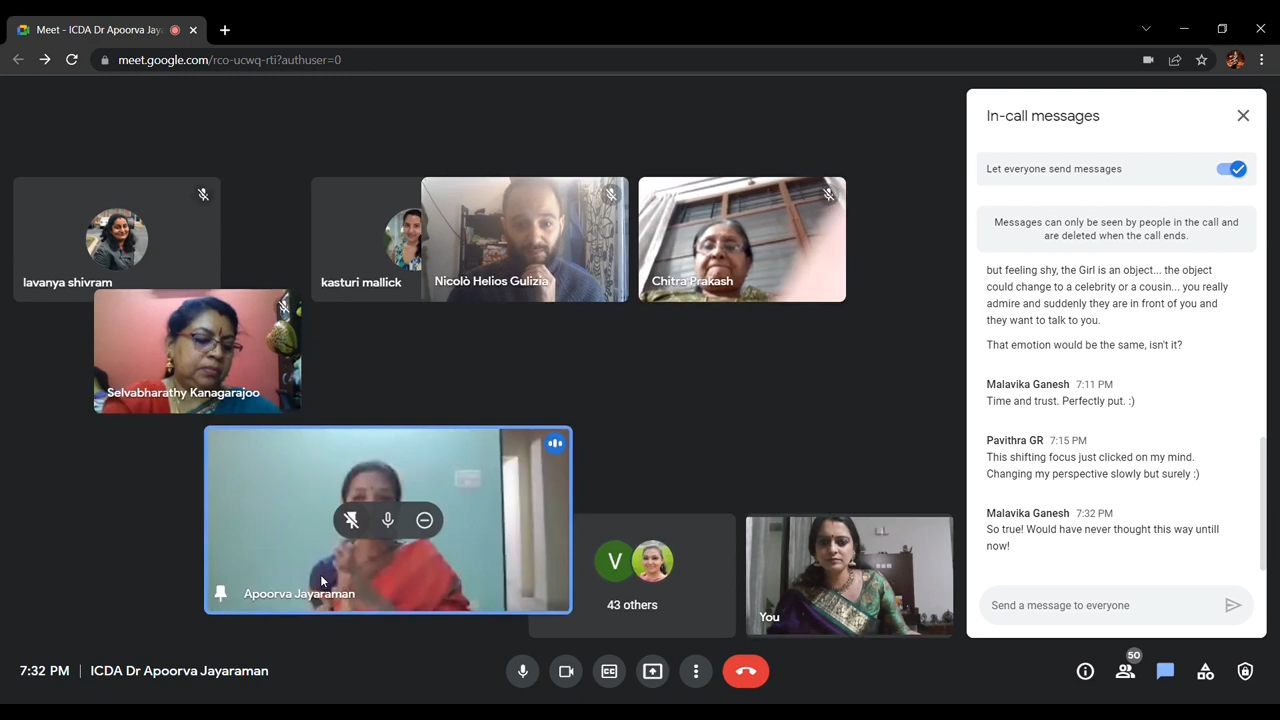 Meet - ICDA Dr Apoorva Jay
meet.google.com/rco-ucwq-rti?authuser=0
In-call messages
Let everyone send messages
Messages can only be seen by people in the call and
are deleted when the call ends.
but feeling shy, the Girl is an object... the object
could change to a celebrity or a cousin... you really
admire and suddenly they are in front of you and
they want to talk to you.
That emotion would be the same, isn't it?
Malavika Ganesh 7:11 PM
Time and trust. Perfectly put. :)
Pavithra GR 7:15 PM
This shifting focus just clicked on my mind.
Changing my perspective slowly but surely :)
Malavika Ganesh 7:32 PM
So true! Would have never thought this way untill
now!
Send a message to everyone
lavanya shivram
kasturi mallick
Nicolò Helios Gulizia
Chitra Prakash
Selvabharathy Kanagarajoo
Apoorva Jayaraman
V
43 others
You
7:32 PM | ICDA Dr Apoorva Jayaraman
CC
50